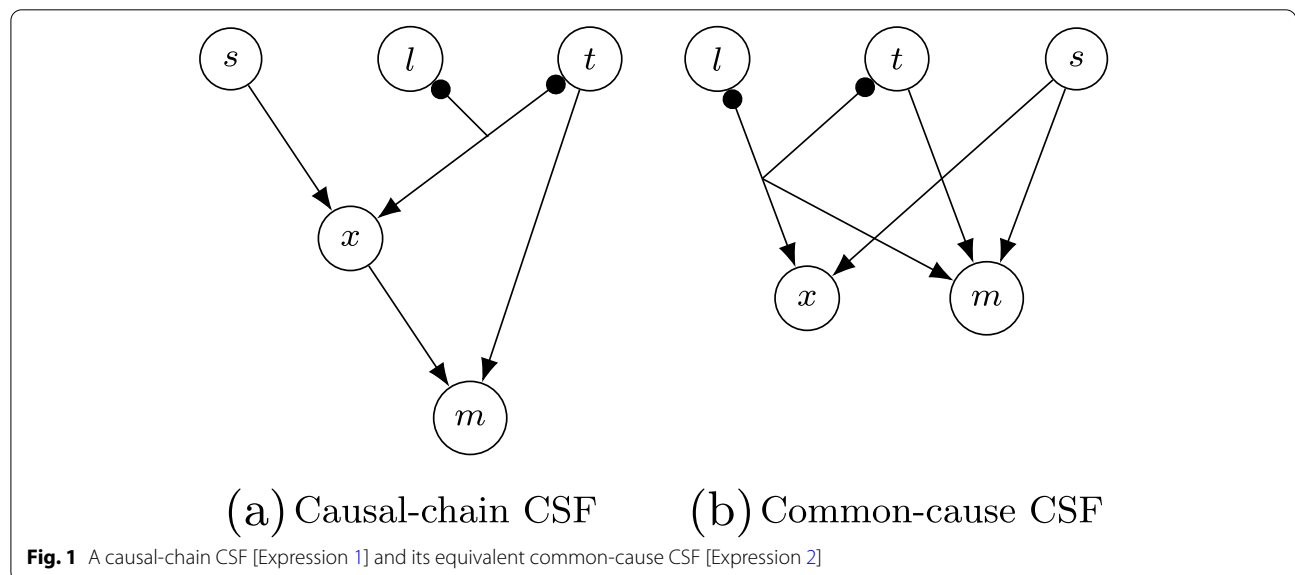 s l t l t s
x x m
m
(a) Causal-chain CSF (b) Common-cause CSF
Fig. 1 A causal-chain CSF [Expression 1] and its equivalent common-cause CSF [Expression 2]